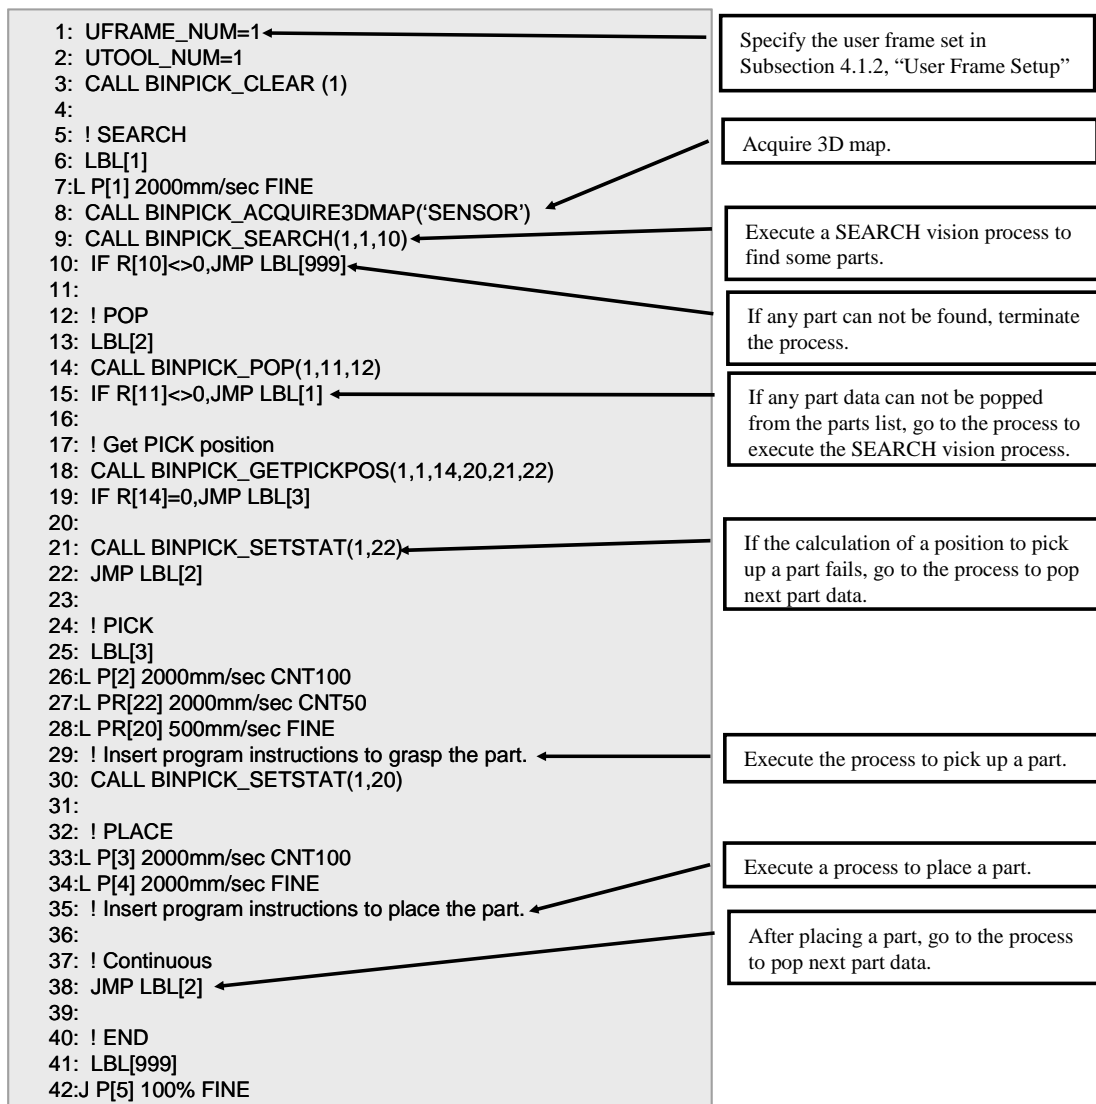 1: UFRAME_NUM=1
2: UTOOL_NUM=1
3: CALL BINPICK_CLEAR (1)
4:
5: ! SEARCH
6: LBL[1]
7:L P[1] 2000mm/sec FINE
8: CALL BINPICK_ACQUIRE3DMAP(‘SENSOR’)
9: CALL BINPICK_SEARCH(1,1,10)
10: IF R[10]<>0,JMP LBL[999]
11:
12: ! POP
13: LBL[2]
14: CALL BINPICK_POP(1,11,12)
15: IF R[11]<>0,JMP LBL[1]
16:
17: ! Get PICK position
18: CALL BINPICK_GETPICKPOS(1,1,14,20,21,22)
19: IF R[14]=0,JMP LBL[3]
20:
21: CALL BINPICK_SETSTAT(1,22)
22: JMP LBL[2]
23:
24: ! PICK
25: LBL[3]
26:L P[2] 2000mm/sec CNT100
27:L PR[22] 2000mm/sec CNT50
28:L PR[20] 500mm/sec FINE
29: ! Insert program instructions to grasp the part.
30: CALL BINPICK_SETSTAT(1,20)
31:
32: ! PLACE
33:L P[3] 2000mm/sec CNT100
34:L P[4] 2000mm/sec FINE
35: ! Insert program instructions to place the part.
36:
37: ! Continuous
38: JMP LBL[2]
39:
40: ! END
41: LBL[999]
42:J P[5] 100% FINE
Specify the user frame set in
Subsection 4.1.2, “User Frame Setup”
Acquire 3D map.
Execute a SEARCH vision process to
find some parts.
If any part can not be found, terminate
the process.
If any part data can not be popped
from the parts list, go to the process to
execute the SEARCH vision process.
If the calculation of a position to pick
up a part fails, go to the process to pop
next part data.
Execute the process to pick up a part.
Execute a process to place a part.
After placing a part, go to the process
to pop next part data.